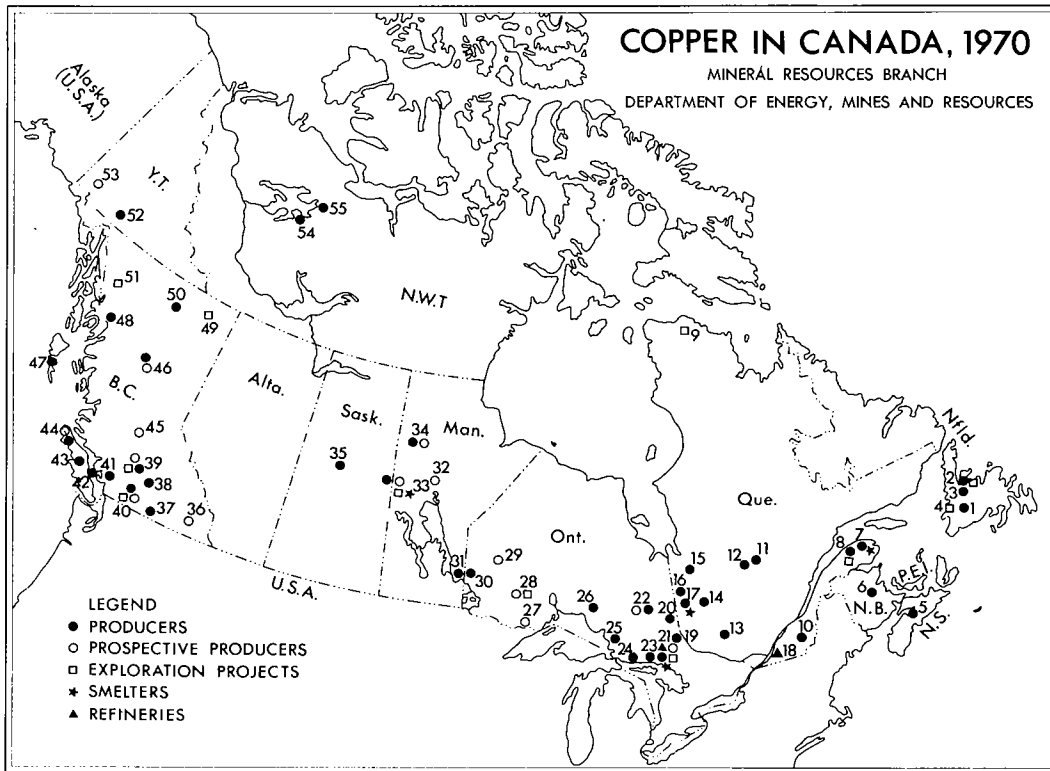 COPPER IN CANADA, 1970
MINERAL RESOURCES BRANCH
DEPARTMENT OF ENERGY, MINES AND RESOURCES
Alaska
(U.S.A.)
Y.T.
53
52
55
54
N.W.T
51
50
49
48
9
47
46
B.C.
Alta.
Sask.
Man.
Nfld.
44
45
34
43
41
39
35
32
33
42
38
Que.
2
3
4
1
40
37
36
Ont.
29
15
12
11
8
7
31
30
16
P.E.I.
U.S.A.
28
26
22
17
14
6
N.B.
5
N.S.
27
20
25
21
19
13
10
24
23
18
LEGEND
PRODUCERS
PROSPECTIVE PRODUCERS
EXPLORATION PROJECTS
SMELTERS
REFINERIES